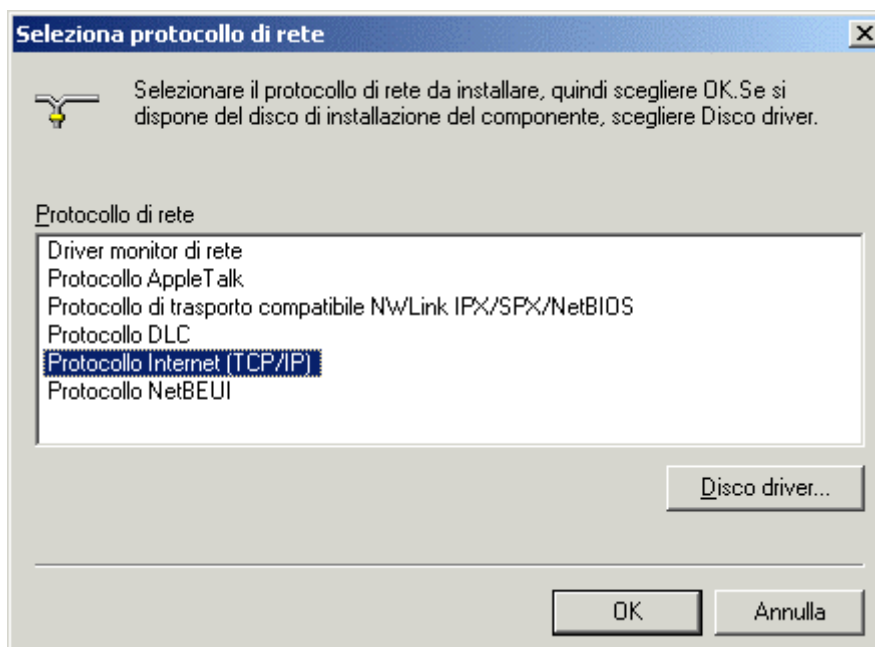 Seleziona protocollo di rete
Selezionare il protocollo di rete da installare, quindi scegliere OK.Se si
dispone del disco di installazione del componente, scegliere Disco driver.
Protocollo di rete
Driver monitor di rete
Protocollo AppleTalk
Protocollo di trasporto compatibile NWLink IPX/SPX/NetBIOS
Protocollo DLC
Protocollo Internet (TCP/IP)
Protocollo NetBEUI
Disco driver...
OK
Annulla